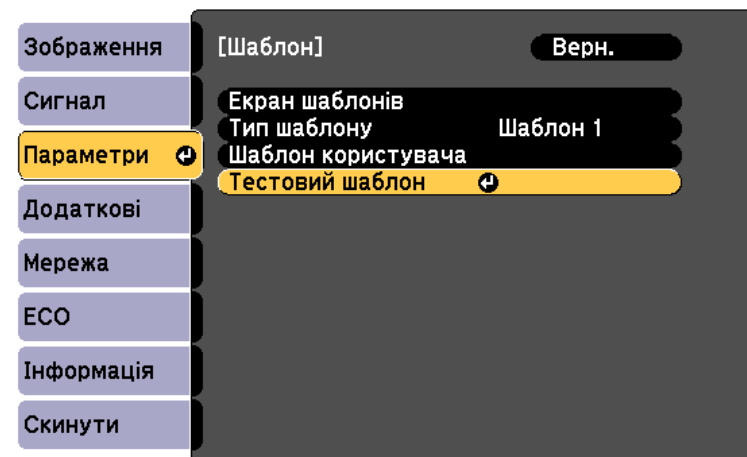 Зображення
Сигнал
Параметри
Додаткові
Мережа
ECO
Інформація
Скинути
[Шаблон] Верн.
Екран шаблонів
Тип шаблону Шаблон 1
Шаблон користувача
Тестовий шаблон